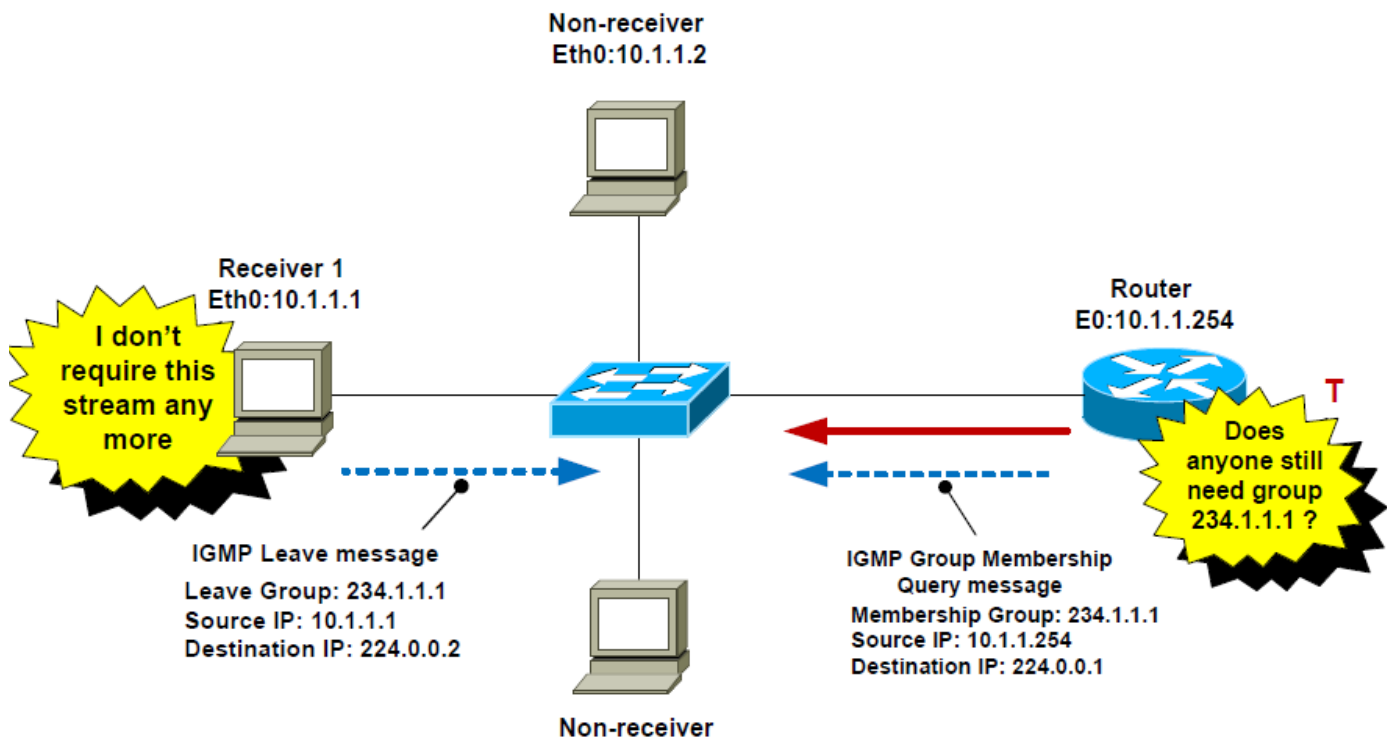 Non-receiver
Eth0:10.1.1.2
Receiver 1
Eth0:10.1.1.1
I don't
require this
stream any
more
Router
E0:10.1.1.254
T
Does
anyone still
need group
234.1.1.1 ?
IGMP Leave message
Leave Group: 234.1.1.1
Source IP: 10.1.1.1
Destination IP: 224.0.0.2
IGMP Group Membership
Query message
Membership Group: 234.1.1.1
Source IP: 10.1.1.254
Destination IP: 224.0.0.1
Non-receiver